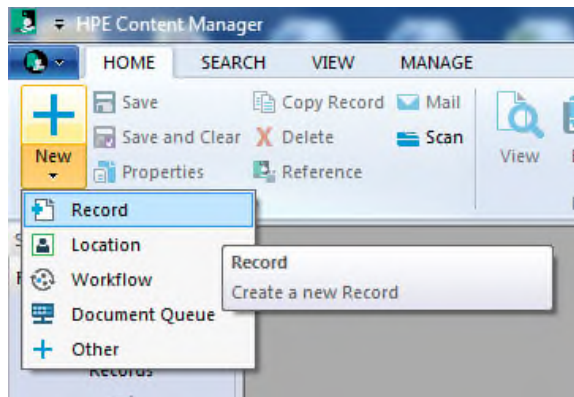 HPE Content Manager
HOME SEARCH VIEW MANAGE
Save Copy Record Mail
Save and Clear Delete Scan
New Properties Reference View
Record
Location
Workflow
Document Queue
Other
Record
Create a new Record
Records